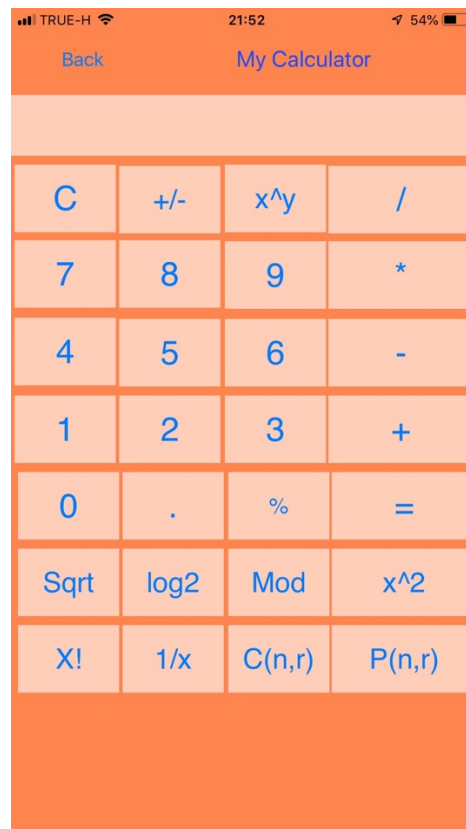 TRUE-H 21:52 54%
Back My Calculator
C +/- x^y /
7 8 9 *
4 5 6 -
1 2 3 +
0 . % =
Sqrt log2 Mod x^2
X! 1/x C(n,r) P(n,r)